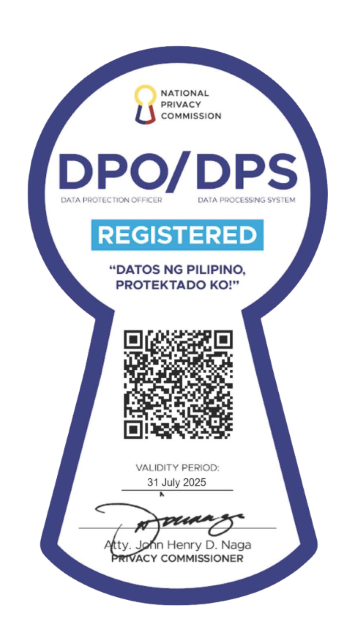 NATIONAL
PRIVACY
COMMISSION
DPO/DPS
DATA PROTECTION OFFICER DATA PROCESSING SYSTEM
REGISTERED
“DATOS NG PILIPINO,
PROTEKTADO KO!”
VALIDITY PERIOD:
31 July 2025
Atty. John Henry D. Naga
PRIVACY COMMISSIONER